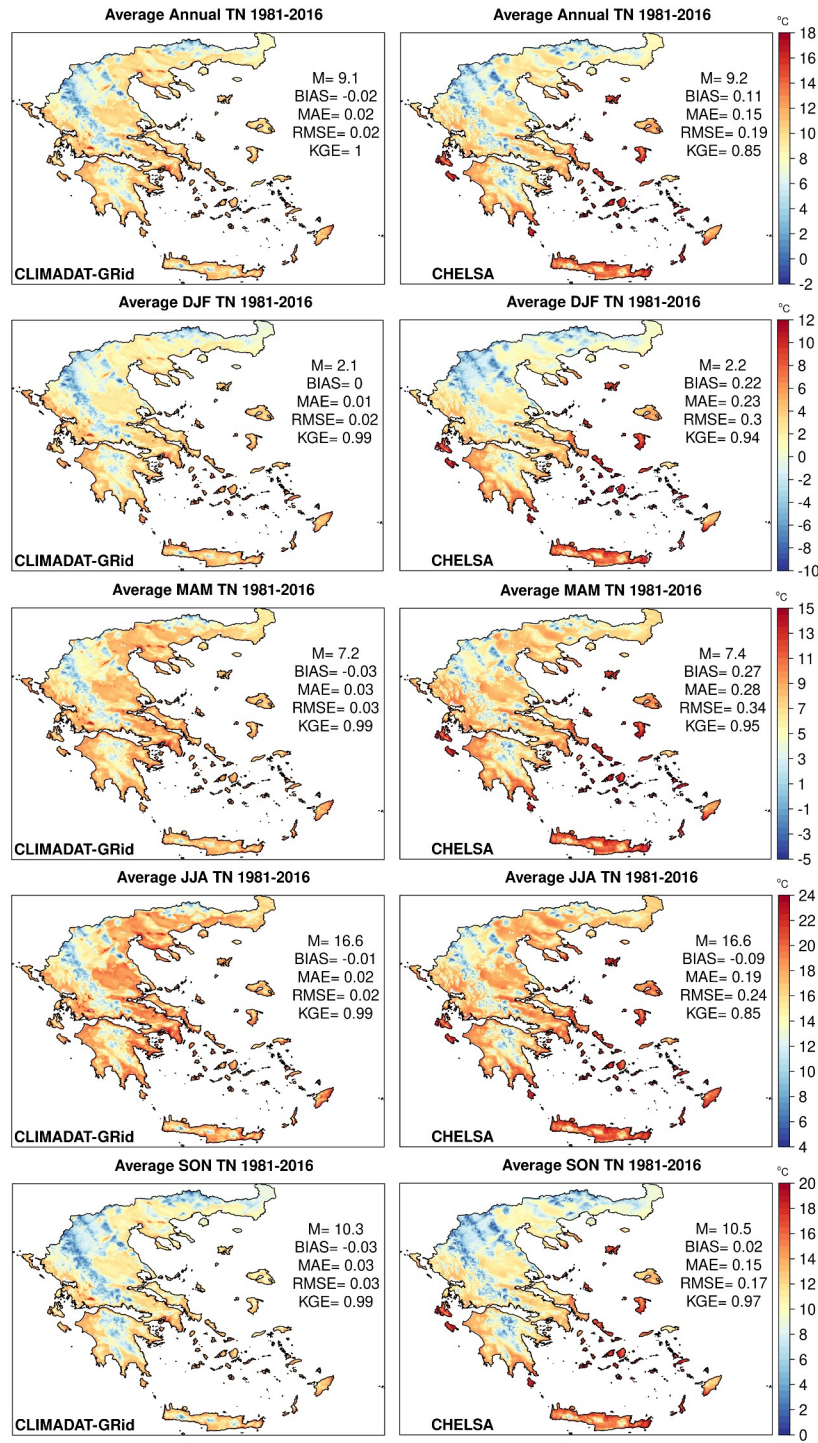 Average Annual TN 1981-2016
M= 9.1
BIAS= -0.02
MAE= 0.02
RMSE= 0.02
KGE= 1
CLIMADAT-GRid
Average Annual TN 1981-2016
M= 9.2
BIAS= 0.11
MAE= 0.15
RMSE= 0.19
KGE= 0.85
CHELSA
°C
18
16
14
12
10
8
6
4
2
0
-2
Average DJF TN 1981-2016
M= 2.1
BIAS= 0
MAE= 0.01
RMSE= 0.02
KGE= 0.99
CLIMADAT-GRid
Average DJF TN 1981-2016
M= 2.2
BIAS= 0.22
MAE= 0.23
RMSE= 0.3
KGE= 0.94
CHELSA
°C
12
10
8
6
4
2
0
-2
-4
-6
-8
-10
Average MAM TN 1981-2016
M= 7.2
BIAS= -0.03
MAE= 0.03
RMSE= 0.03
KGE= 0.99
CLIMADAT-GRid
Average MAM TN 1981-2016
M= 7.4
BIAS= 0.27
MAE= 0.28
RMSE= 0.34
KGE= 0.95
CHELSA
°C
15
13
11
9
7
5
3
1
-1
-3
-5
Average JJA TN 1981-2016
M= 16.6
BIAS= -0.01
MAE= 0.02
RMSE= 0.02
KGE= 0.99
CLIMADAT-GRid
Average JJA TN 1981-2016
M= 16.6
BIAS= -0.09
MAE= 0.19
RMSE= 0.24
KGE= 0.85
CHELSA
°C
24
22
20
18
16
14
12
10
8
6
4
Average SON TN 1981-2016
M= 10.3
BIAS= -0.03
MAE= 0.03
RMSE= 0.03
KGE= 0.99
CLIMADAT-GRid
Average SON TN 1981-2016
M= 10.5
BIAS= 0.02
MAE= 0.15
RMSE= 0.17
KGE= 0.97
CHELSA
°C
20
18
16
14
12
10
8
6
4
2
0